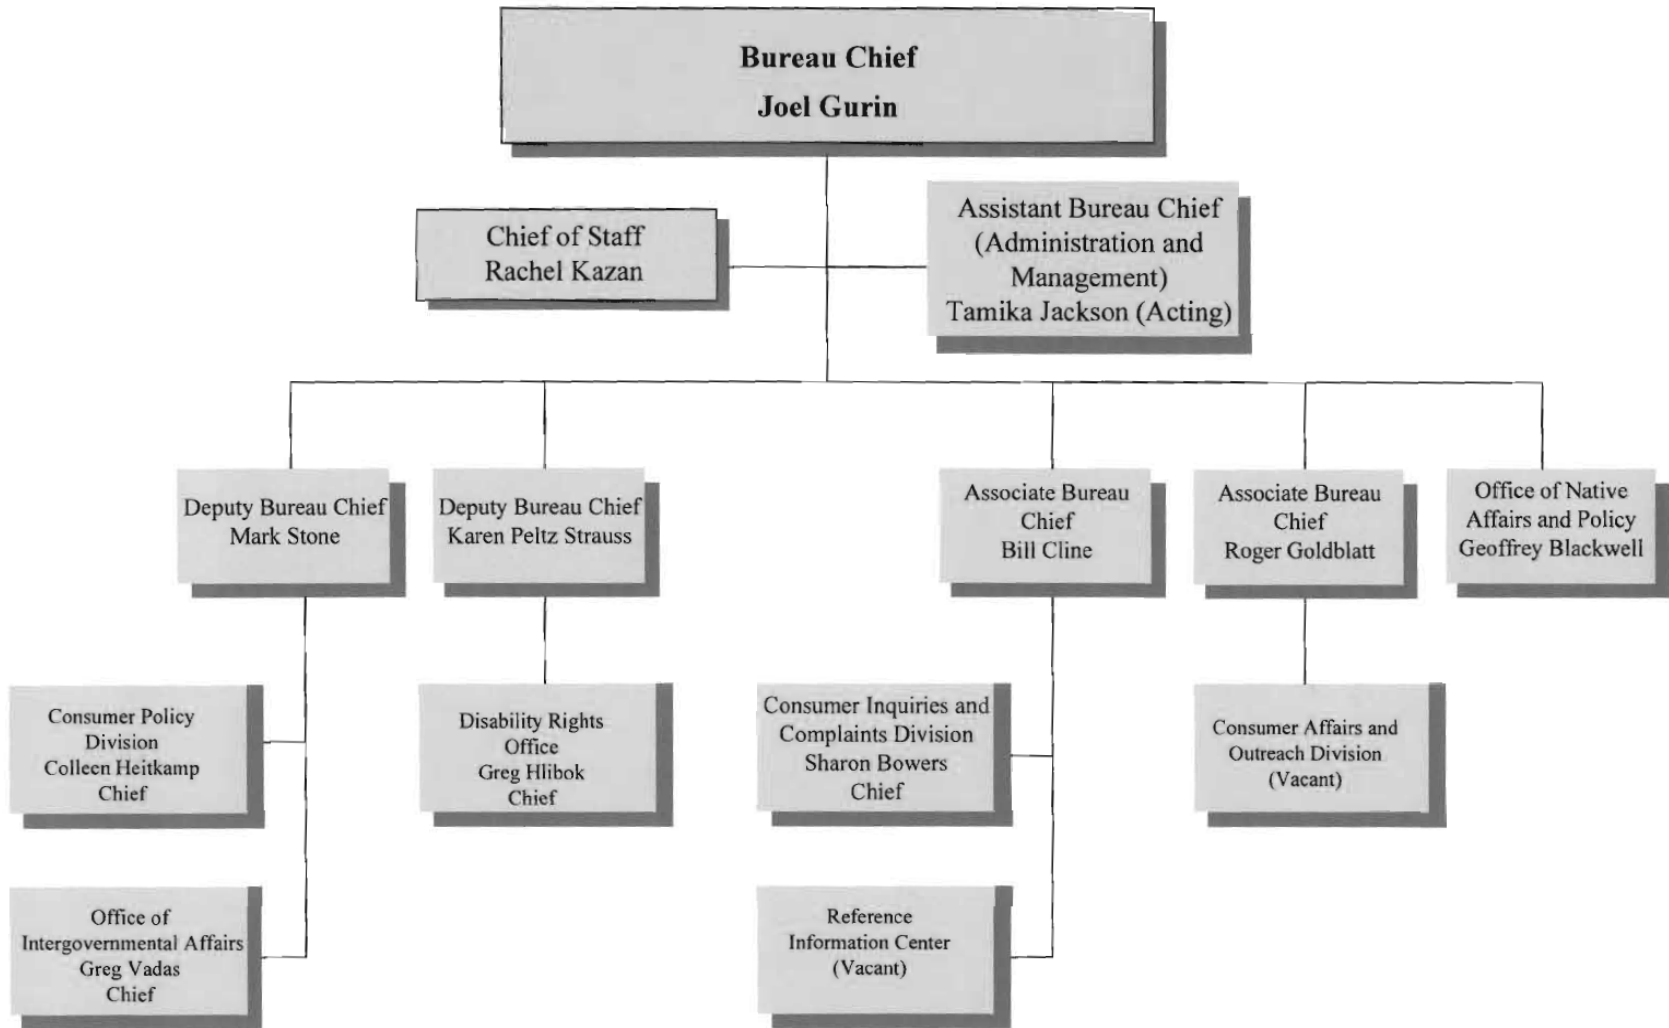 Bureau Chief
Joel Gurin
Chief of Staff
Rachel Kazan
Assistant Bureau Chief
(Administration and
Management)
Tamika Jackson (Acting)
Deputy Bureau Chief
Mark Stone
Deputy Bureau Chief
Karen Peltz Strauss
Associate Bureau
Chief
Bill Cline
Associate Bureau
Chief
Roger Goldblatt
Office of Native
Affairs and Policy
Geoffrey Blackwell
Consumer Policy
Division
Colleen Heitkamp
Chief
Disability Rights
Office
Greg Hlibok
Chief
Consumer Inquiries and
Complaints Division
Sharon Bowers
Chief
Consumer Affairs and
Outreach Division
(Vacant)
Office of
Intergovernmental Affairs
Greg Vadas
Chief
Reference
Information Center
(Vacant)